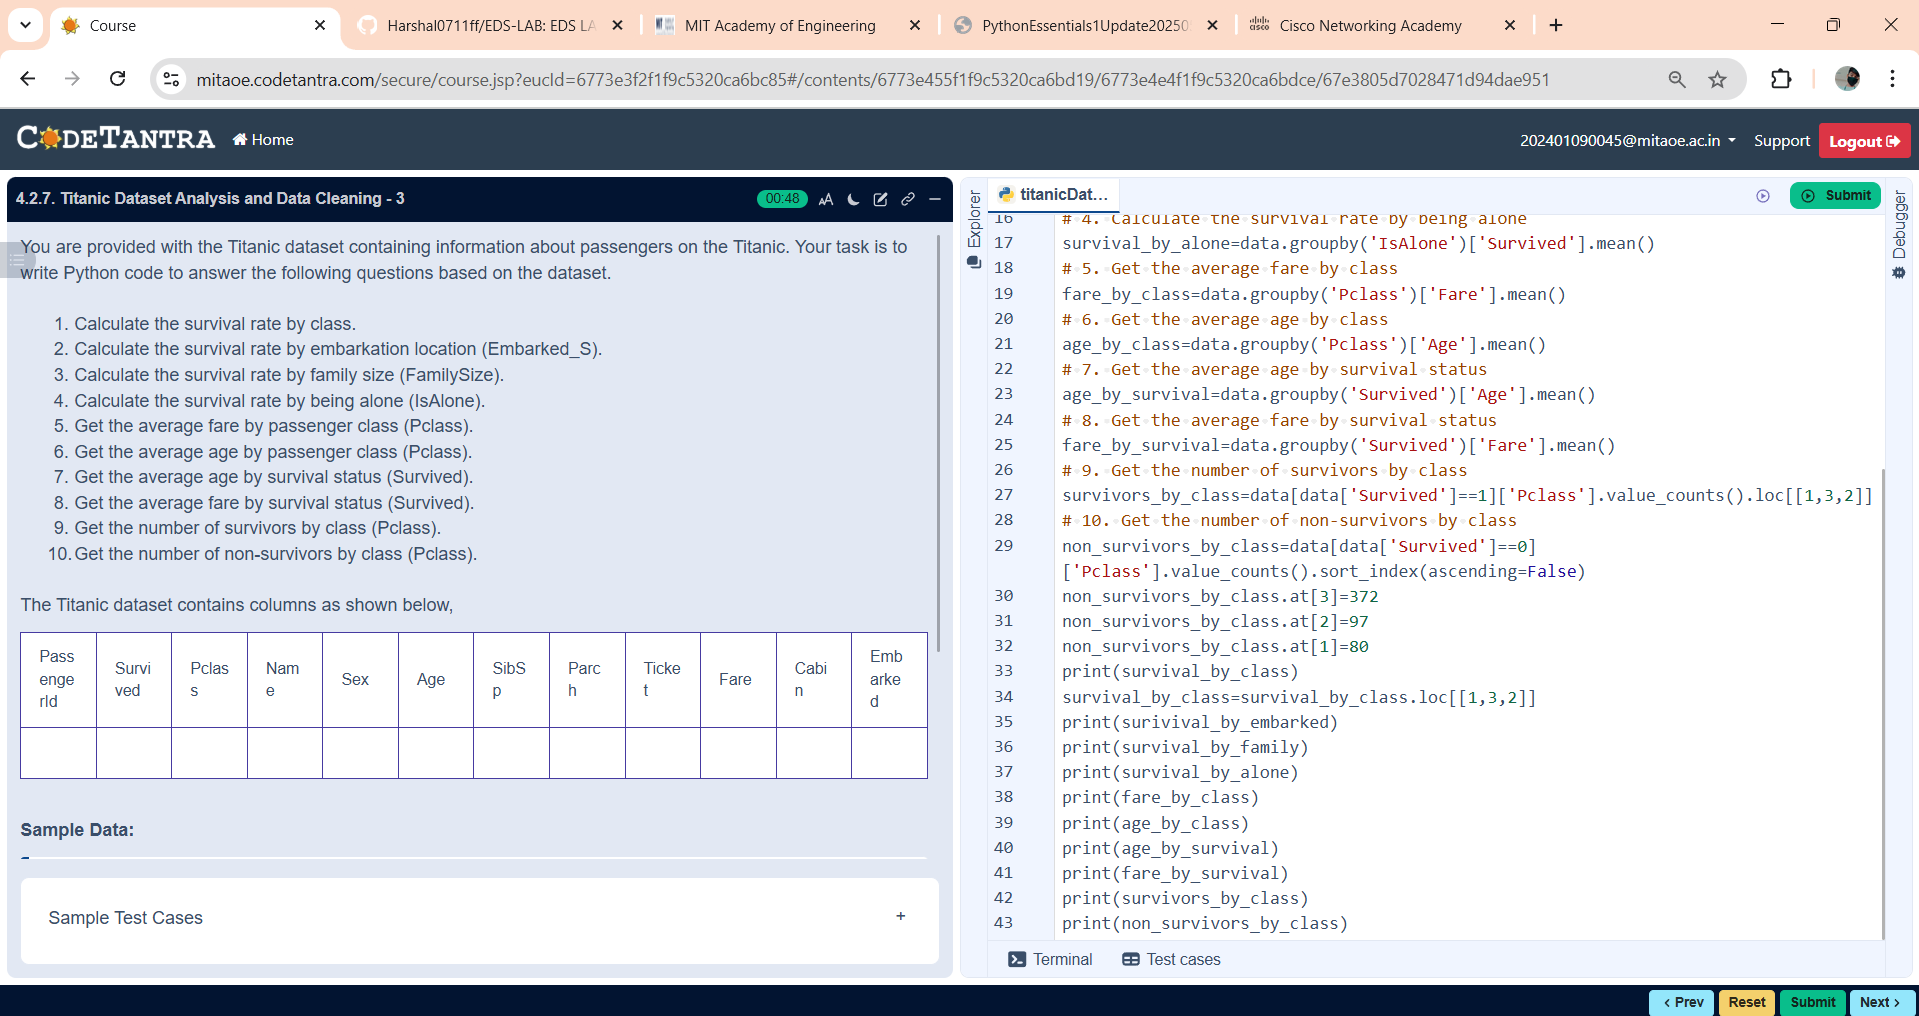 Course
Harshal0711ff/EDS-LAB: EDS LA
MIT Academy of Engineering
PythonEssentials1Update20250
Cisco Networking Academy
mitaoe.codetantra.com/secure/course.jsp?eucId=6773e3f2f1f9c5320ca6bc85#/contents/6773e455f1f9c5320ca6bd19/6773e4e4f1f9c5320ca6bdce/67e3805d7028471d94dae951
CODETANTRA
Home
202401090045@mitaoe.ac.in
Support
Logout
4.2.7. Titanic Dataset Analysis and Data Cleaning - 3
00:48
You are provided with the Titanic dataset containing information about passengers on the Titanic. Your task is to
write Python code to answer the following questions based on the dataset.
1. Calculate the survival rate by class.
2. Calculate the survival rate by embarkation location (Embarked_S).
3. Calculate the survival rate by family size (FamilySize).
4. Calculate the survival rate by being alone (IsAlone).
5. Get the average fare by passenger class (Pclass).
6. Get the average age by passenger class (Pclass).
7. Get the average age by survival status (Survived).
8. Get the average fare by survival status (Survived).
9. Get the number of survivors by class (Pclass).
10. Get the number of non-survivors by class (Pclass).
The Titanic dataset contains columns as shown below,
PassengerId Survived Pclass Name Sex Age SibSp Parch Ticket Fare Cabin Embarked
Sample Data:
Sample Test Cases
+
Explorer
titanicDat...
Submit
Debugger
16 # 4. Calculate the survival rate by being alone
17 survival_by_alone=data.groupby('IsAlone')['Survived'].mean()
18 # 5. Get the average fare by class
19 fare_by_class=data.groupby('Pclass')['Fare'].mean()
20 # 6. Get the average age by class
21 age_by_class=data.groupby('Pclass')['Age'].mean()
22 # 7. Get the average age by survival status
23 age_by_survival=data.groupby('Survived')['Age'].mean()
24 # 8. Get the average fare by survival status
25 fare_by_survival=data.groupby('Survived')['Fare'].mean()
26 # 9. Get the number of survivors by class
27 survivors_by_class=data[data['Survived']==1]['Pclass'].value_counts().loc[[1,3,2]]
28 # 10. Get the number of non-survivors by class
29 non_survivors_by_class=data[data['Survived']==0]
['Pclass'].value_counts().sort_index(ascending=False)
30 non_survivors_by_class.at[3]=372
31 non_survivors_by_class.at[2]=97
32 non_survivors_by_class.at[1]=80
33 print(survival_by_class)
34 survival_by_class=survival_by_class.loc[[1,3,2]]
35 print(surivival_by_embarked)
36 print(survival_by_family)
37 print(survival_by_alone)
38 print(fare_by_class)
39 print(age_by_class)
40 print(age_by_survival)
41 print(fare_by_survival)
42 print(survivors_by_class)
43 print(non_survivors_by_class)
Terminal
Test cases
< Prev
Reset
Submit
Next >